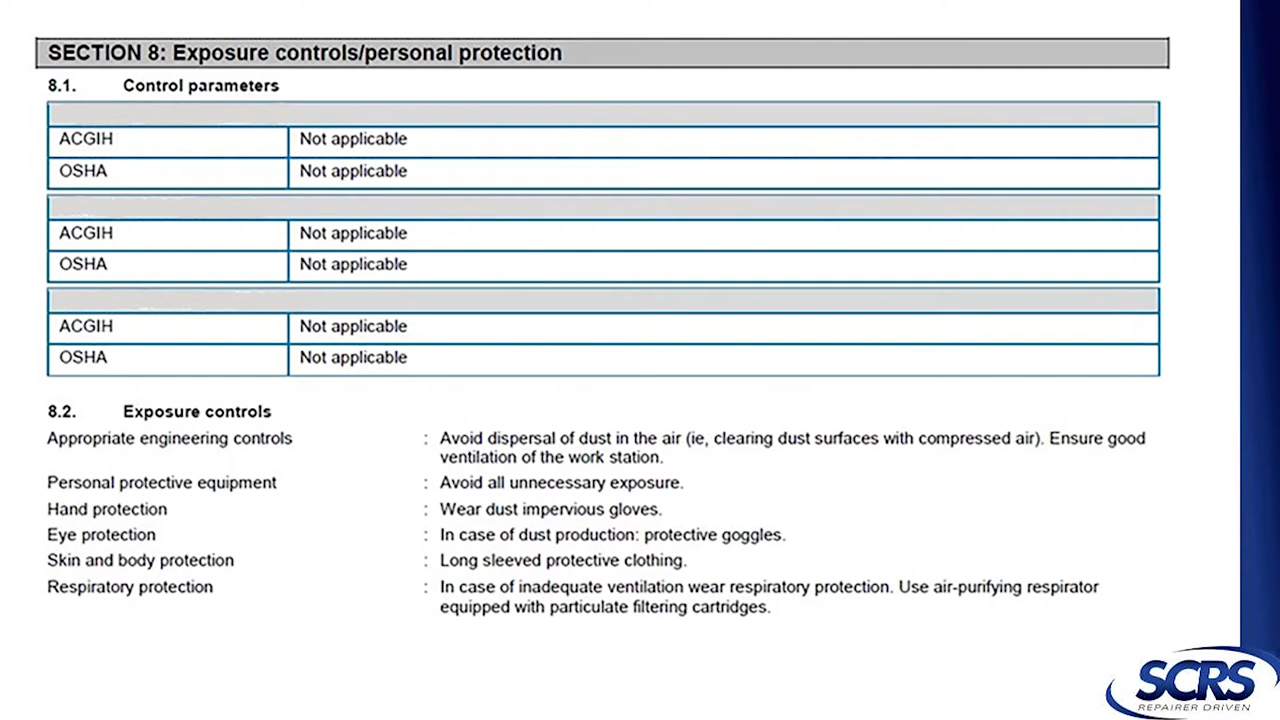 SECTION 8: Exposure controls/personal protection
8.1. Control parameters
ACGIH Not applicable
OSHA Not applicable
ACGIH Not applicable
OSHA Not applicable
ACGIH Not applicable
OSHA Not applicable
8.2. Exposure controls
Appropriate engineering controls : Avoid dispersal of dust in the air (ie, clearing dust surfaces with compressed air). Ensure good
ventilation of the work station.
Personal protective equipment : Avoid all unnecessary exposure.
Hand protection : Wear dust impervious gloves.
Eye protection : In case of dust production: protective goggles.
Skin and body protection : Long sleeved protective clothing.
Respiratory protection : In case of inadequate ventilation wear respiratory protection. Use air-purifying respirator
equipped with particulate filtering cartridges.
SCRS
REPAIRER DRIVEN